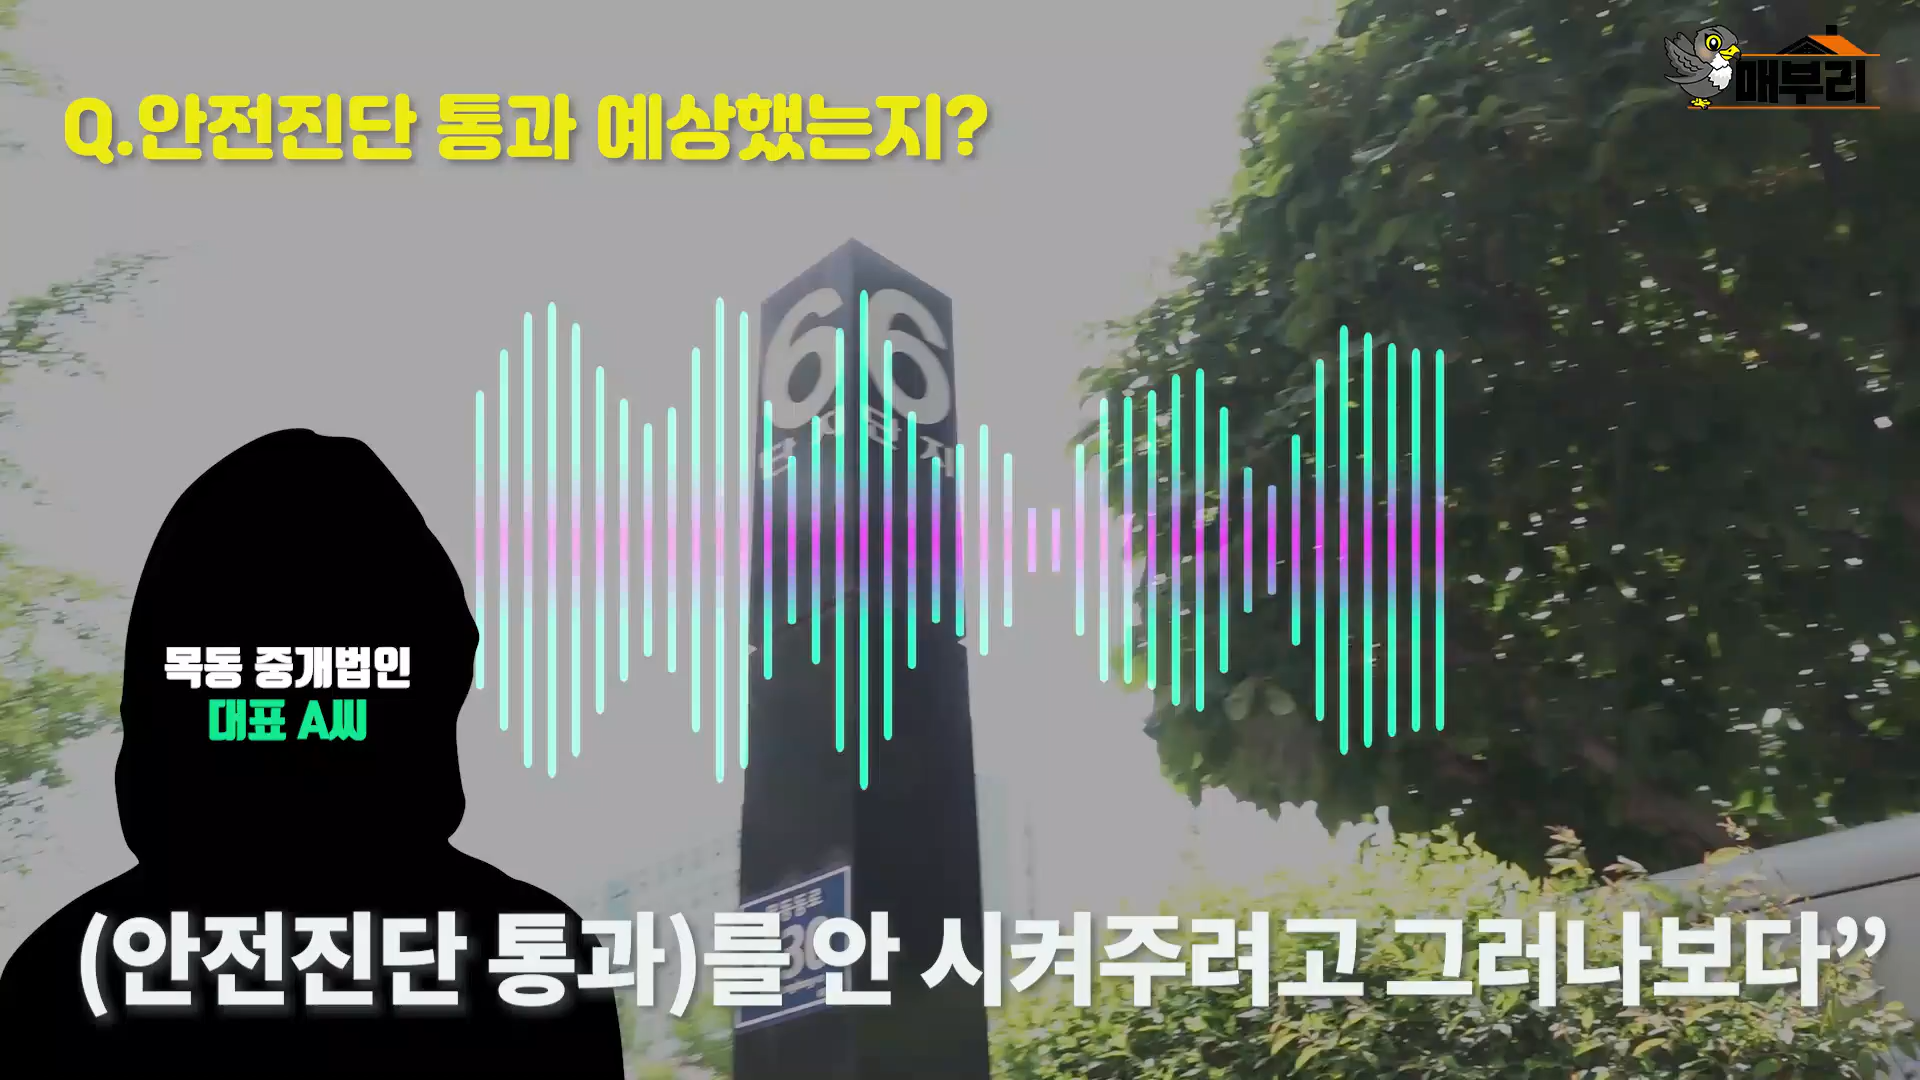 Q.안전진단 통과 예상했는지?
매부리
66
목동 중개법인
대표 A씨
(안전진단 통과)를 안 시켜주려고 그러나보다”